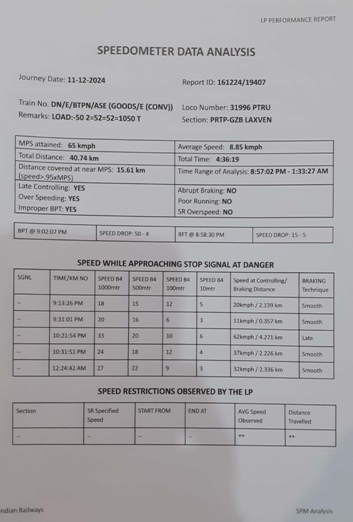 LP PERFORMANCE REPORT
SPEEDOMETER DATA ANALYSIS
Journey Date: 11-12-2024
Report ID: 161224/19407
Train No. DN/E/BTPN/ASE (GOODS/E (CONV))
Loco Number: 31996 PTRU
Remarks: LOAD:-50 2=52=52=1050 T
Section: PRTP-GZB LAXVEN
MPS attained: 65 kmph
Average Speed: 8.85 kmph
Total Distance: 40.74 km
Total Time: 4:36:19
Distance covered at near MPS: 15.61 km
(speed>.95xMPS)
Time Range of Analysis: 8:57:02 PM - 1:33:27 AM
Late Controlling: YES
Abrupt Braking: NO
Over Speeding: YES
Poor Running: NO
Improper BPT: YES
SR Overspeed: NO
BPT @ 9:02:07 PM
SPEED DROP: 50 - 4
BFT @ 8:58:30 PM
SPEED DROP: 15 - 5
SPEED WHILE APPROACHING STOP SIGNAL AT DANGER
SGNL TIME/KM NO SPEED B4 1000mtr SPEED B4 500mtr SPEED B4 100mtr SPEED B4 10mtr Speed at Controlling/ Braking Distance BRAKING Technique
-- 9:13:26 PM 18 15 12 5 20kmph / 2.139 km Smooth
-- 9:31:01 PM 20 16 6 3 11kmph / 0.357 km Smooth
-- 10:21:54 PM 33 20 10 6 62kmph / 4.271 km Late
-- 10:31:51 PM 24 18 12 4 37kmph / 2.226 km Smooth
-- 12:24:42 AM 27 22 9 3 32kmph / 2.336 km Smooth
SPEED RESTRICTIONS OBSERVED BY THE LP
Section SR Specified Speed START FROM END AT AVG Speed Obserwed Distance Travelled
-- -- -- -- ** **
ndian Railways
SPM Analysis